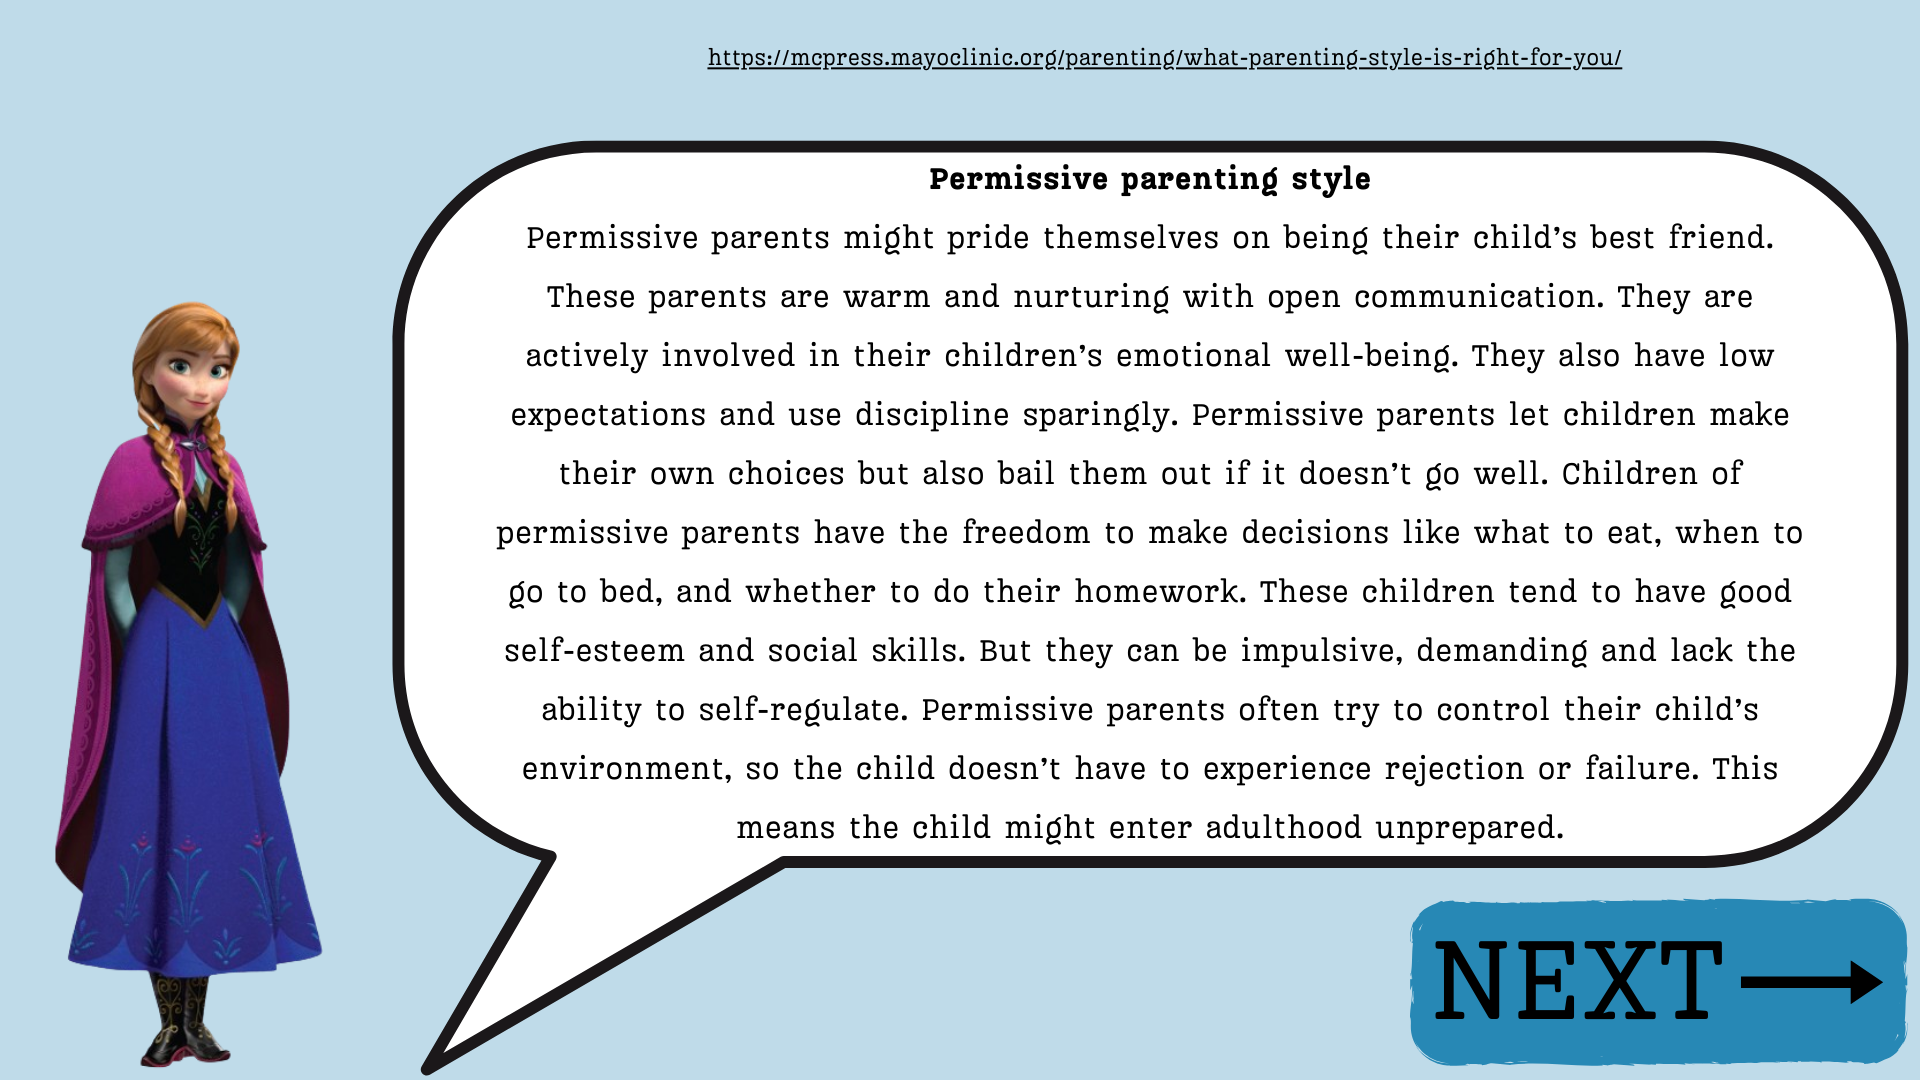 https://mcpress.mayoclinic.org/parenting/what-parenting-style-is-right-for-you/
Permissive parenting style
Permissive parents might pride themselves on being their child’s best friend.
These parents are warm and nurturing with open communication. They are
actively involved in their children’s emotional well-being. They also have low
expectations and use discipline sparingly. Permissive parents let children make
their own choices but also bail them out if it doesn’t go well. Children of
permissive parents have the freedom to make decisions like what to eat, when to
go to bed, and whether to do their homework. These children tend to have good
self-esteem and social skills. But they can be impulsive, demanding and lack the
ability to self-regulate. Permissive parents often try to control their child’s
environment, so the child doesn’t have to experience rejection or failure. This
means the child might enter adulthood unprepared.
NEXT